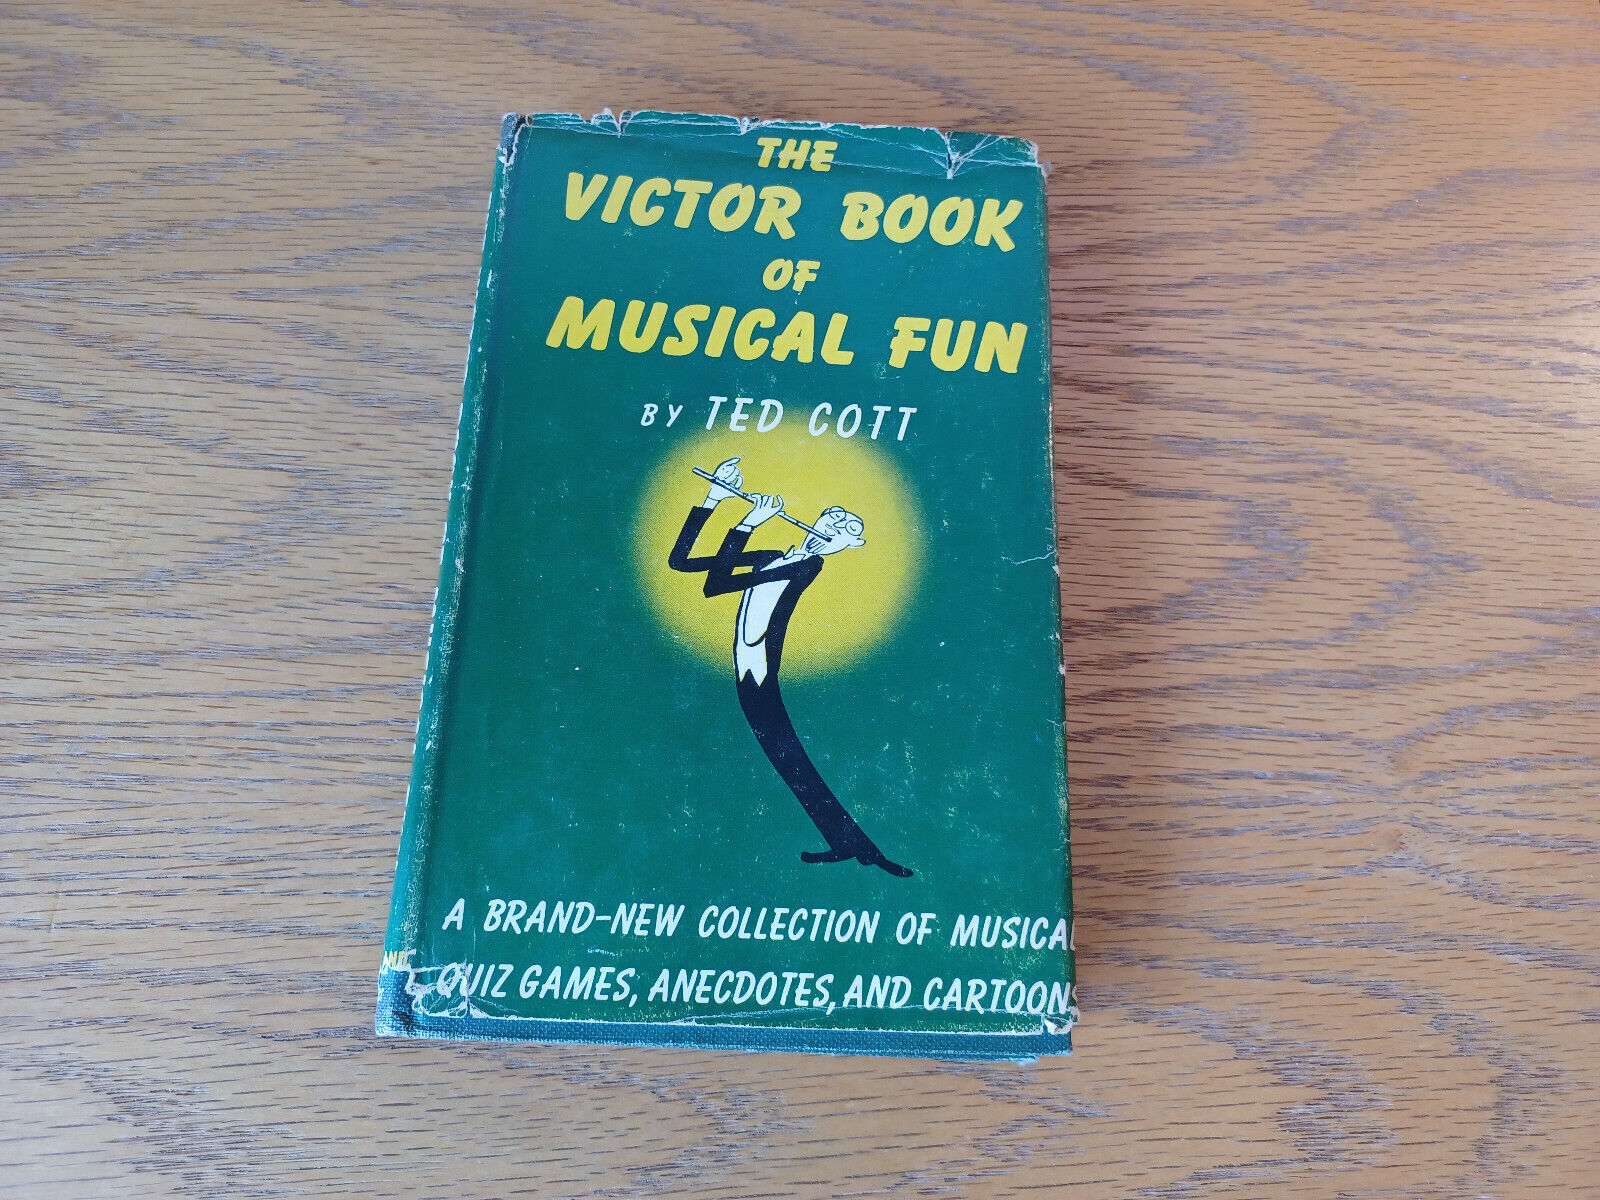 THE
VICTOR BOOK
OF
MUSICAL FUN
BY TED COTT
A BRAND-NEW COLLECTION OF MUSICAL
QUIZ GAMES, ANECDOTES, AND CARTOONS